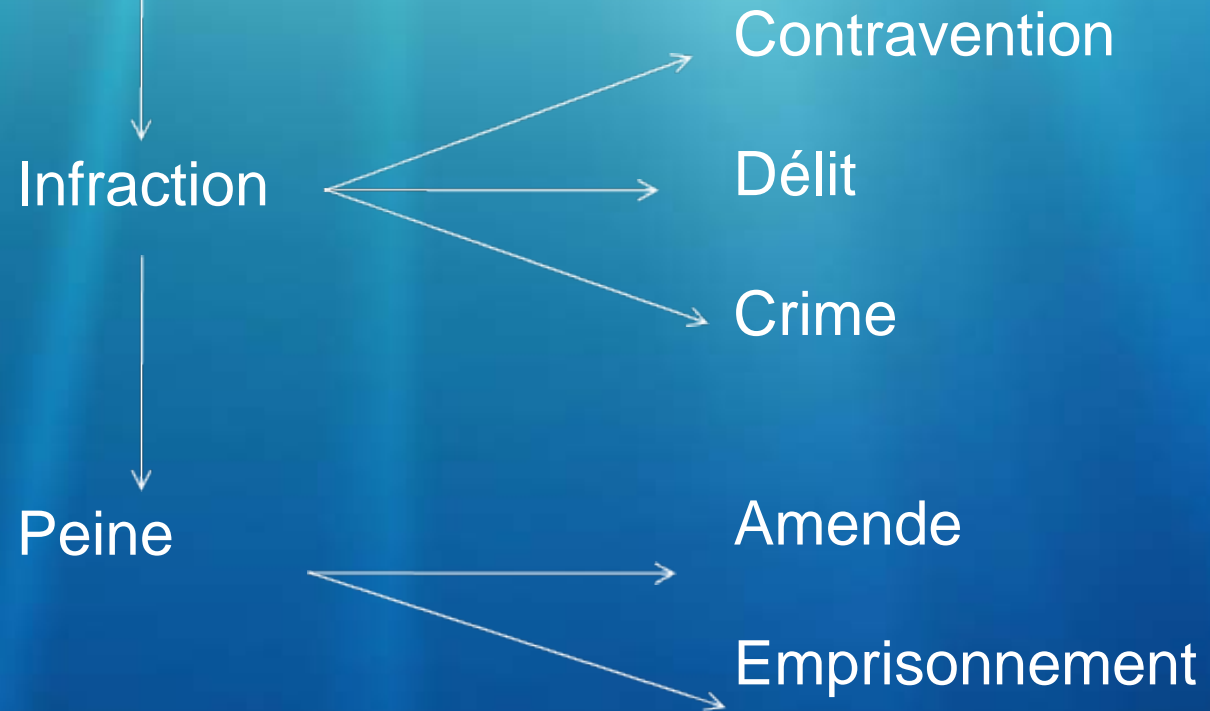 Contravention
Infraction
Délit
Crime
Peine
Amende
Emprisonnement